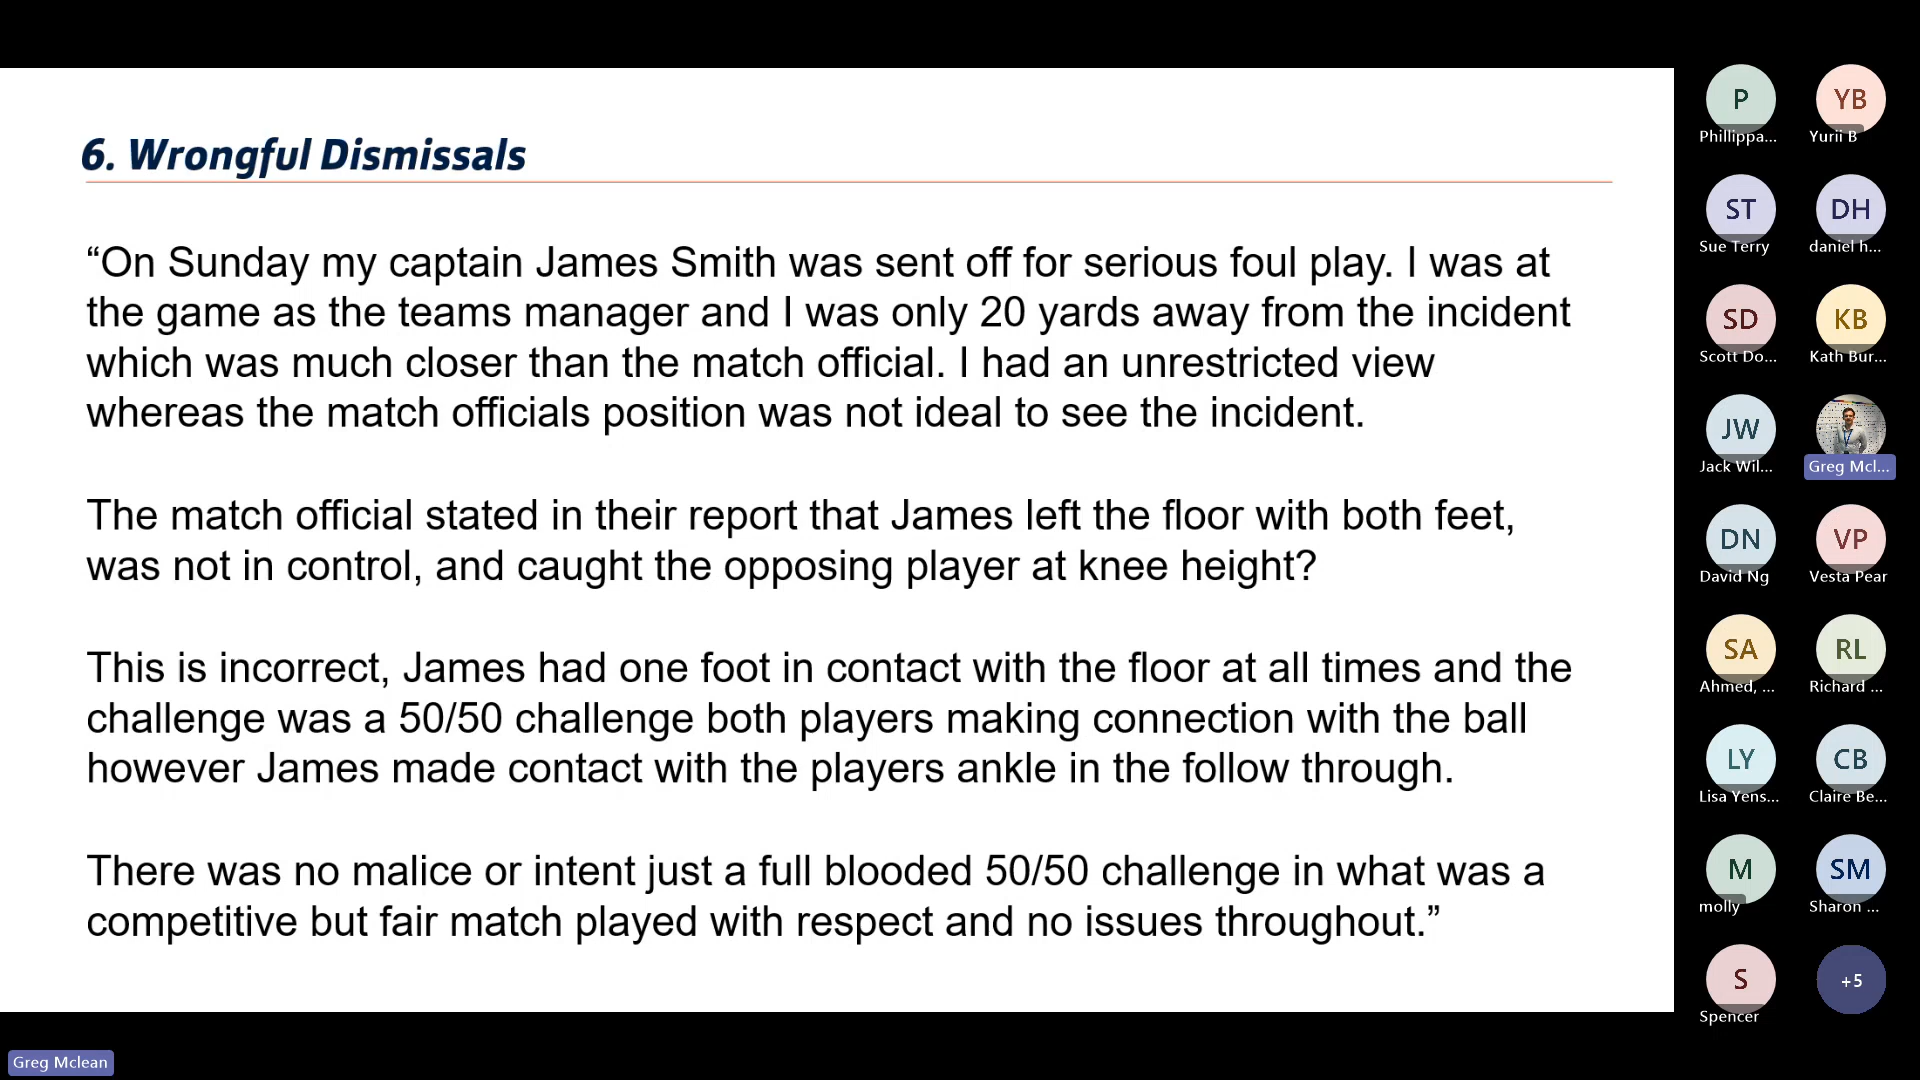 6. Wrongful Dismissals
“On Sunday my captain James Smith was sent off for serious foul play. I was at
the game as the teams manager and I was only 20 yards away from the incident
which was much closer than the match official. I had an unrestricted view
whereas the match officials position was not ideal to see the incident.
The match official stated in their report that James left the floor with both feet,
was not in control, and caught the opposing player at knee height?
This is incorrect, James had one foot in contact with the floor at all times and the
challenge was a 50/50 challenge both players making connection with the ball
however James made contact with the players ankle in the follow through.
There was no malice or intent just a full blooded 50/50 challenge in what was a
competitive but fair match played with respect and no issues throughout.”
P
Phillippa...
YB
Yurii B
ST
Sue Terry
DH
daniel h...
SD
Scott Do...
KB
Kath Bur...
JW
Jack Wil...
Greg Mcl...
DN
David Ng
VP
Vesta Pear
SA
Ahmed, ...
RL
Richard ...
LY
Lisa Yens...
CB
Claire Be...
M
molly
SM
Sharon ...
S
Spencer
+5
Greg Mclean